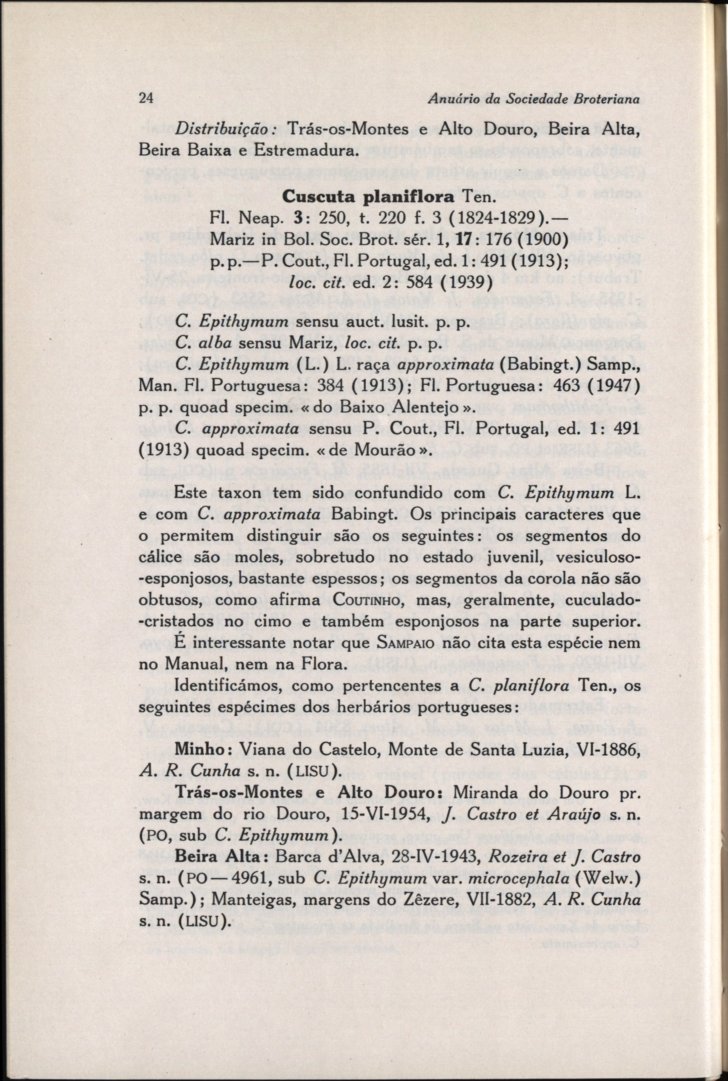 24 Anuário da Sociedade Broteriana
Distribuição: Trás-os-Montes e Alto Douro, Beira Alta,
Beira Baixa e Estremadura.
Cuscuta planiflora Ten.
Fl. Neap. 3: 250, t. 220 f. 3 (1824-1829).—
Mariz in Bol. Soc. Brot. sér. 1, 17: 176 (1900)
p. p.—P. Cout., Fl. Portugal, ed. 1: 491 (1913);
loc. cit. ed. 2: 584 (1939)
C. Epithymum sensu auct. lusit. p. p.
C. alba sensu Mariz, loc. cit. p. p.
C. Epithymum (L.) L. raça approximata (Babingt.) Samp.,
Man. Fl. Portuguesa: 384 (1913); Fl. Portuguesa: 463 (1947)
p. p. quoad specim. «do Baixo Alentejo».
C. approximata sensu P. Cout., Fl. Portugal, ed. 1: 491
(1913) quoad specim. «de Mourão».
Este taxon tem sido confundido com C. Epithymum L.
e com C. approximata Babingt. Os principais caracteres que
o permitem distinguir são os seguintes: os segmentos do
cálice são moles, sobretudo no estado juvenil, vesiculoso-
-esponjosos, bastante espessos; os segmentos da corola não são
obtusos, como afirma COUTINHO, mas, geralmente, cuculado-
-cristados no cimo e também esponjosos na parte superior.
É interessante notar que SAMPAIO não cita esta espécie nem
no Manual, nem na Flora.
Identificámos, como pertencentes a C. planiflora Ten., os
seguintes espécimes dos herbários portugueses:
Minho: Viana do Castelo, Monte de Santa Luzia, VI-1886,
A. R. Cunha s. n. (LISU).
Trás-os-Montes e Alto Douro: Miranda do Douro pr.
margem do rio Douro, 15-VI-1954, J. Castro et Araújo s. n.
(PO, sub C. Epithymum).
Beira Alta: Barca d'Alva, 28-IV-1943, Rozeira et J. Castro
s. n. (PO — 4961, sub C. Epithymum var. microcephala (Welw.)
Samp.); Manteigas, margens do Zêzere, VII-1882, A. R. Cunha
s. n. (LISU).